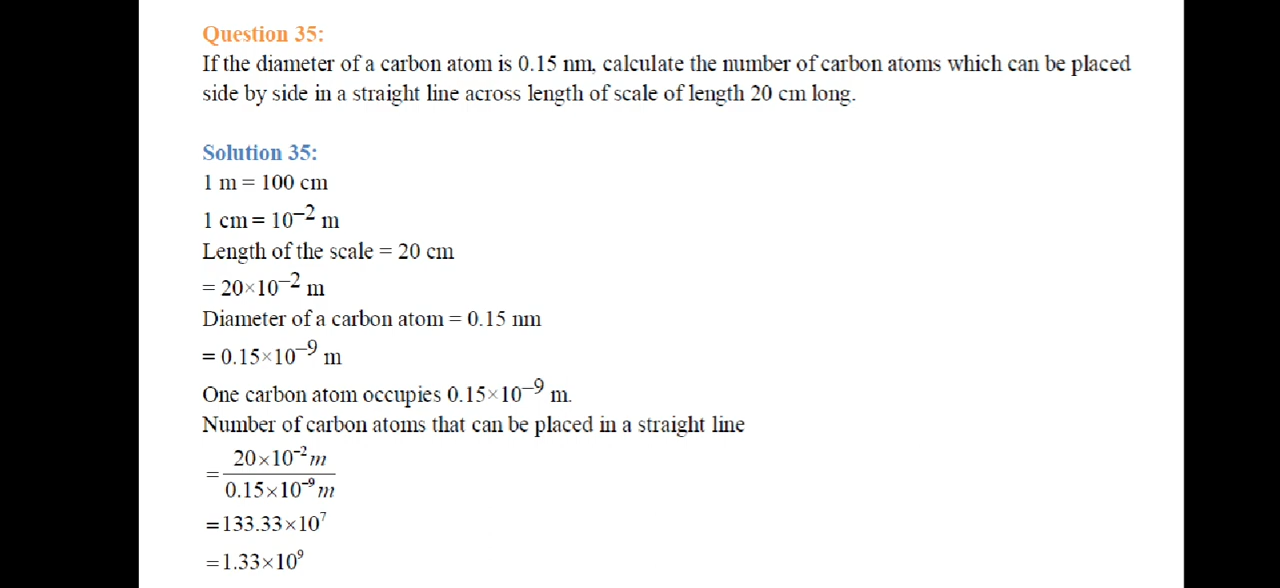 Question 35:
If the diameter of a carbon atom is 0.15 nm, calculate the number of carbon atoms which can be placed
side by side in a straight line across length of scale of length 20 cm long.
Solution 35:
1 m = 100 cm
1 cm = 10⁻² m
Length of the scale = 20 cm
= 20×10⁻² m
Diameter of a carbon atom = 0.15 nm
= 0.15×10⁻⁹ m
One carbon atom occupies 0.15×10⁻⁹ m.
Number of carbon atoms that can be placed in a straight line
= 20×10⁻² m
0.15×10⁻⁹ m
=133.33×10⁷
=1.33×10⁹